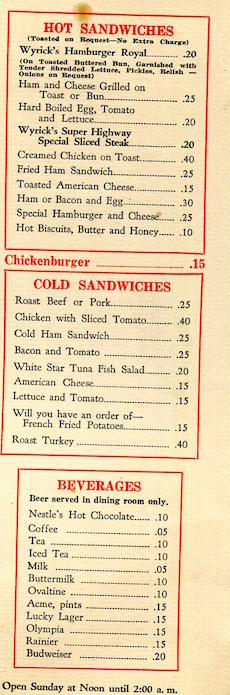 HOT SANDWICHES
(Toasted on Request—No Extra Charge)
Wyrick's Hamburger Royal.......... .20
(On Toasted Buttered Bun, Garnished with
Tender Shredded Lettuce, Pickles, Relish —
Onions on Request)
Ham and Cheese Grilled on
Toast or Bun.......... .25
Hard Boiled Egg, Tomato
and Lettuce.......... .20
Wyrick's Super Highway
Special Sliced Steak.......... .20
Creamed Chicken on Toast.......... .40
Fried Ham Sandwich.......... .25
Toasted American Cheese.......... .15
Ham or Bacon and Egg.......... .30
Special Hamburger and Cheese.......... .25
Hot Biscuits, Butter and Honey.......... .10
Chickenburger .......... .15
COLD SANDWICHES
Roast Beef or Pork.......... .25
Chicken with Sliced Tomato.......... .40
Cold Ham Sandwich.......... .25
Bacon and Tomato .......... .25
White Star Tuna Fish Salad.......... .20
American Cheese.......... .15
Lettuce and Tomato.......... .15
Will you have an order of—
French Fried Potatoes.......... .15
Roast Turkey .......... .40
BEVERAGES
Beer served in dining room only.
Nestle's Hot Chocolate.......... .10
Coffee .......... .05
Tea .......... .10
Iced Tea .......... .10
Milk .......... .05
Buttermilk .......... .10
Ovaltine .......... .10
Acme, pints .......... .15
Lucky Lager .......... .15
Olympia .......... .15
Rainier .......... .15
Budweiser .......... .20
Open Sunday at Noon until 2:00 a. m.